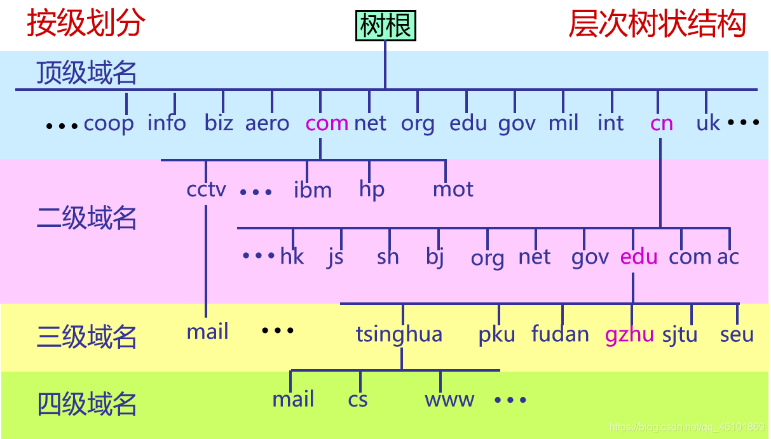 按级划分 树根 层次树状结构
顶级域名
••• coop info biz aero com net org edu gov mil int cn uk •••
cctv ••• ibm hp mot
二级域名
••• hk js sh bj org net gov edu com ac
三级域名 mail ••• tsinghua pku fudan gzhu sjtu seu
四级域名 mail cs www •••